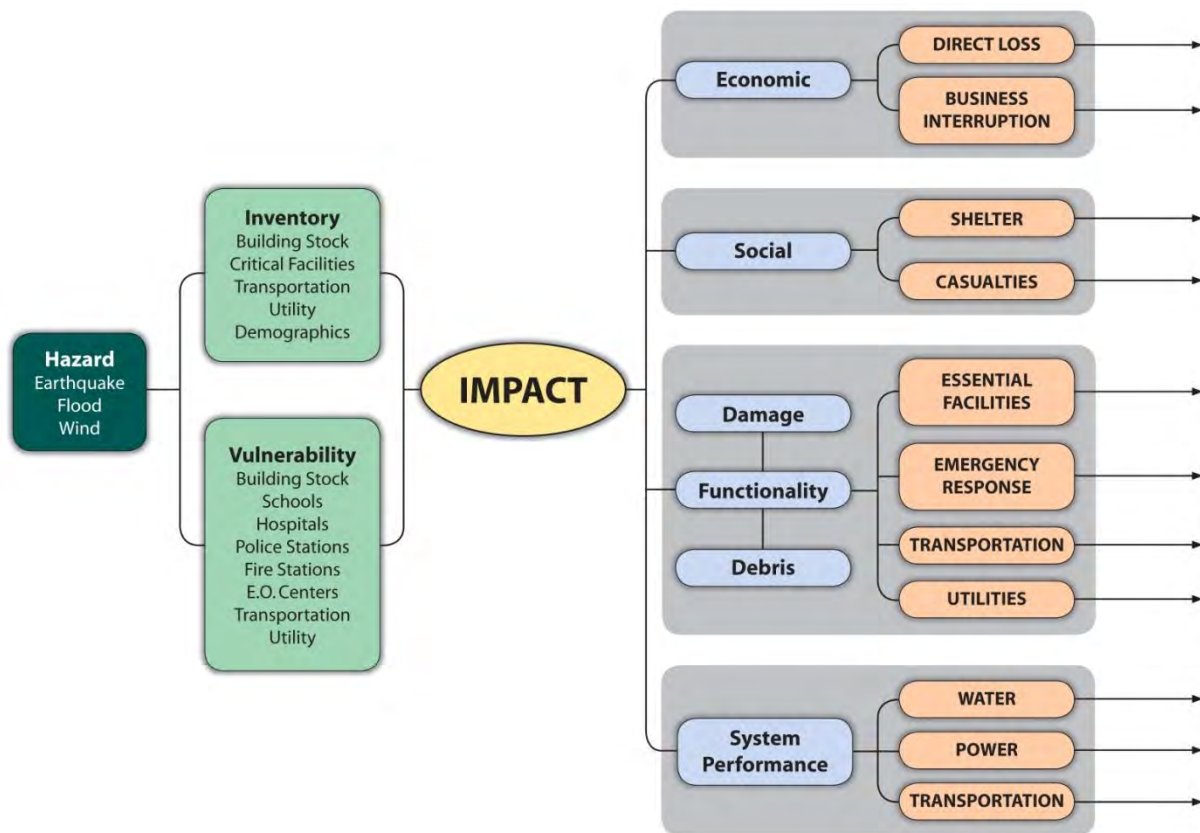 Hazard
Earthquake
Flood
Wind
Inventory
Building Stock
Critical Facilities
Transportation
Utility
Demographics
Vulnerability
Building Stock
Schools
Hospitals
Police Stations
Fire Stations
E.O. Centers
Transportation
Utility
IMPACT
Economic
DIRECT LOSS
BUSINESS
INTERRUPTION
Social
SHELTER
CASUALTIES
Damage
Functionality
Debris
ESSENTIAL
FACILITIES
EMERGENCY
RESPONSE
TRANSPORTATION
UTILITIES
System
Performance
WATER
POWER
TRANSPORTATION